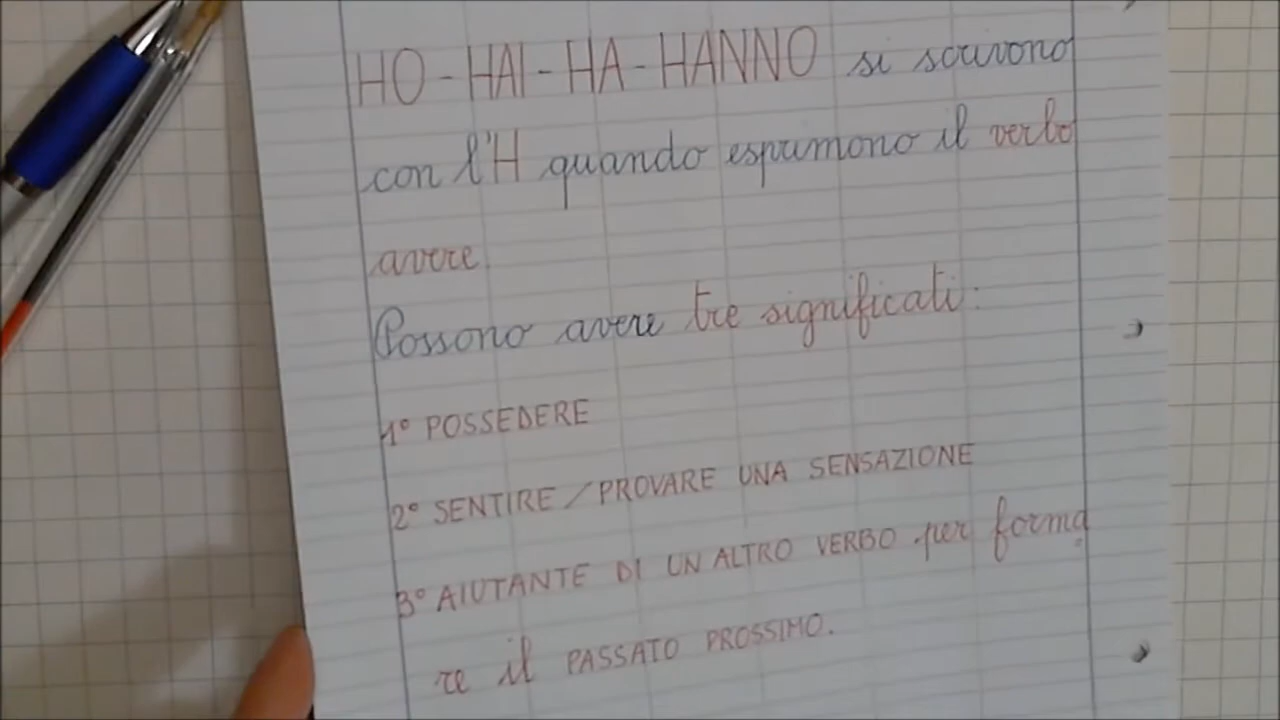 HO - HAI - HA - HANNO si scrivono
con l'H quando esprimono il verbo
avere
Possono avere tre significati:
1° POSSEDERE
2° SENTIRE / PROVARE UNA SENSAZIONE
3° AIUTANTE DI UN ALTRO VERBO per forma
re il PASSATO PROSSIMO.